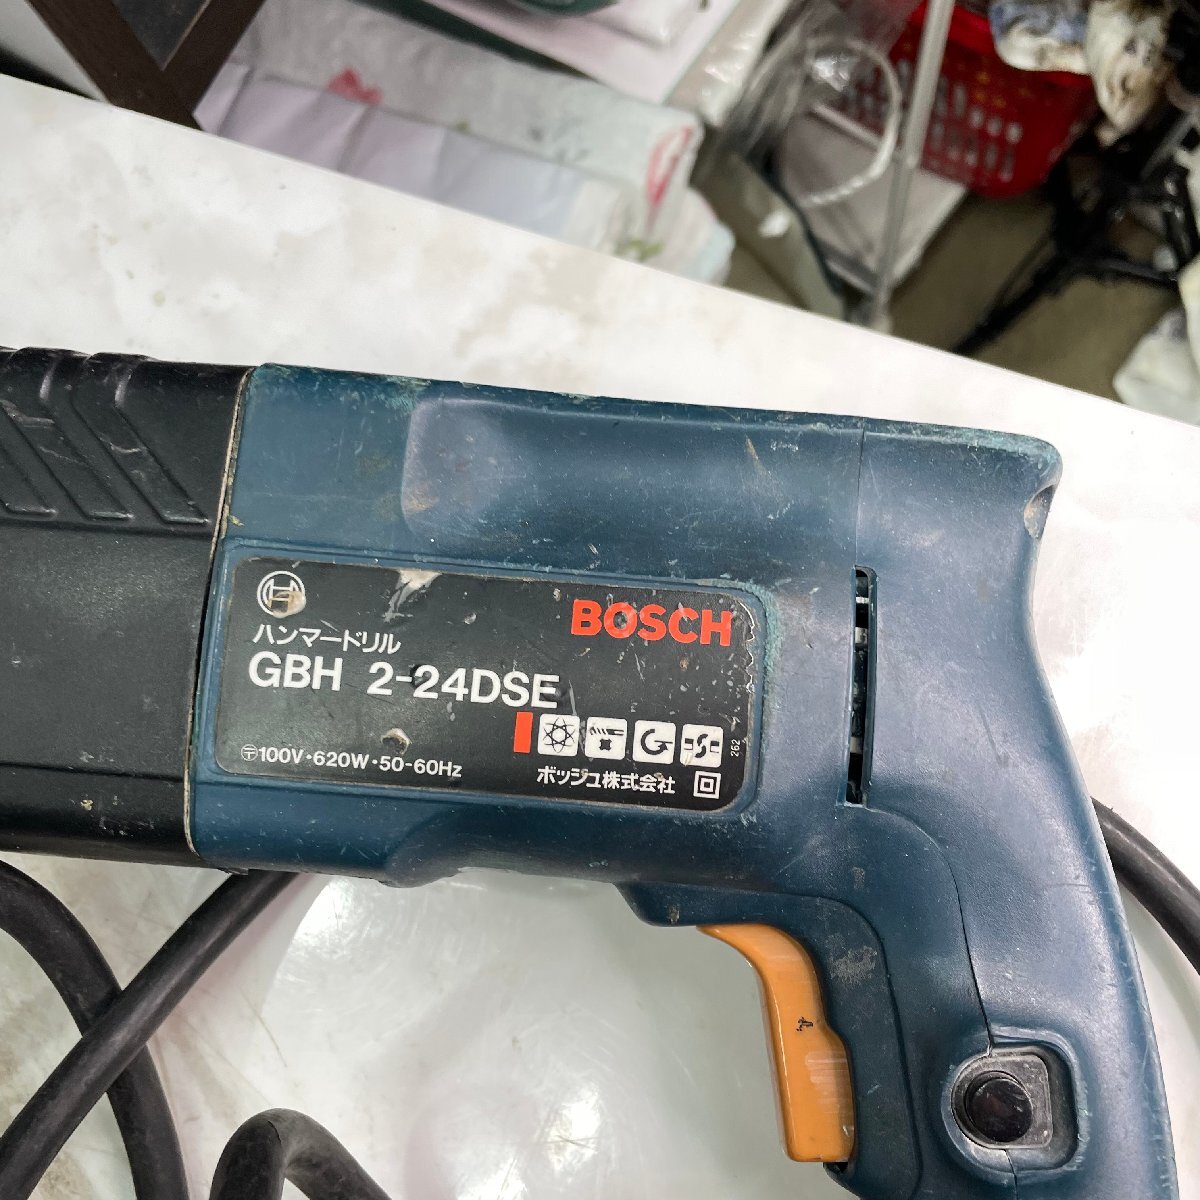 BOSCH
ハンマードリル
GBH 2-24DSE
〶100V・620W・50-60Hz
ボッシュ株式会社
262